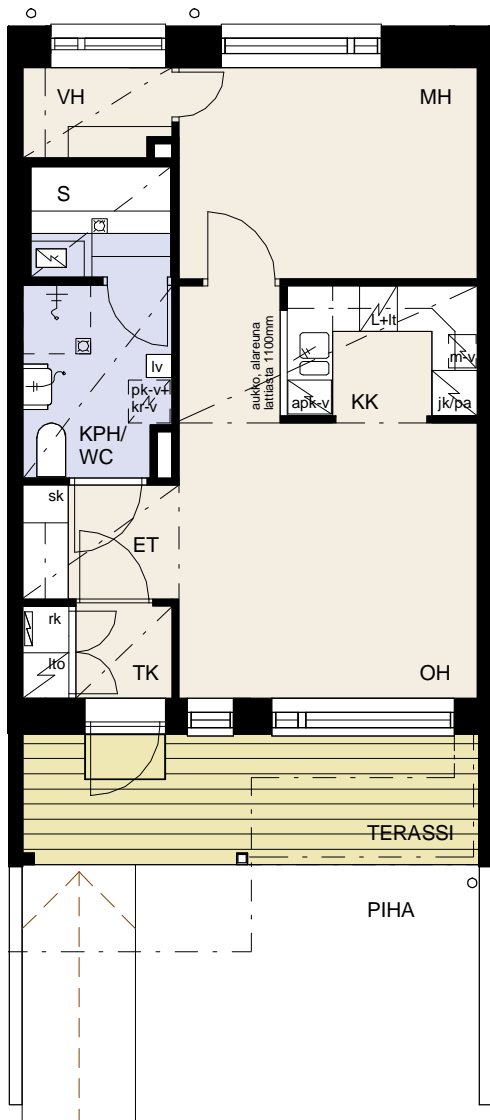 VH
MH
S
aukko, alareuna
lattiasta 1100mm
L+lt
m-v
lv
pk-v+
kr-v
apk-v
KK
jk/pa
KPH/
WC
sk
ET
rk
lto
TK
OH
TERASSI
PIHA